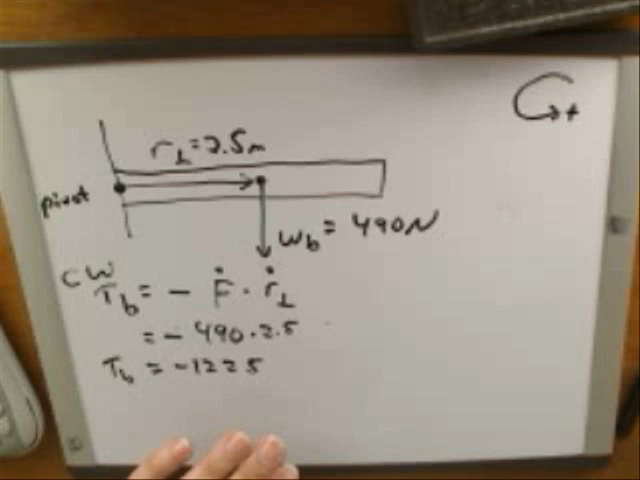 +
r⊥=2.5m
pivot
Wb = 490N
CW
τb = - F · r⊥
= - 490 · 2.5
τb = -1225